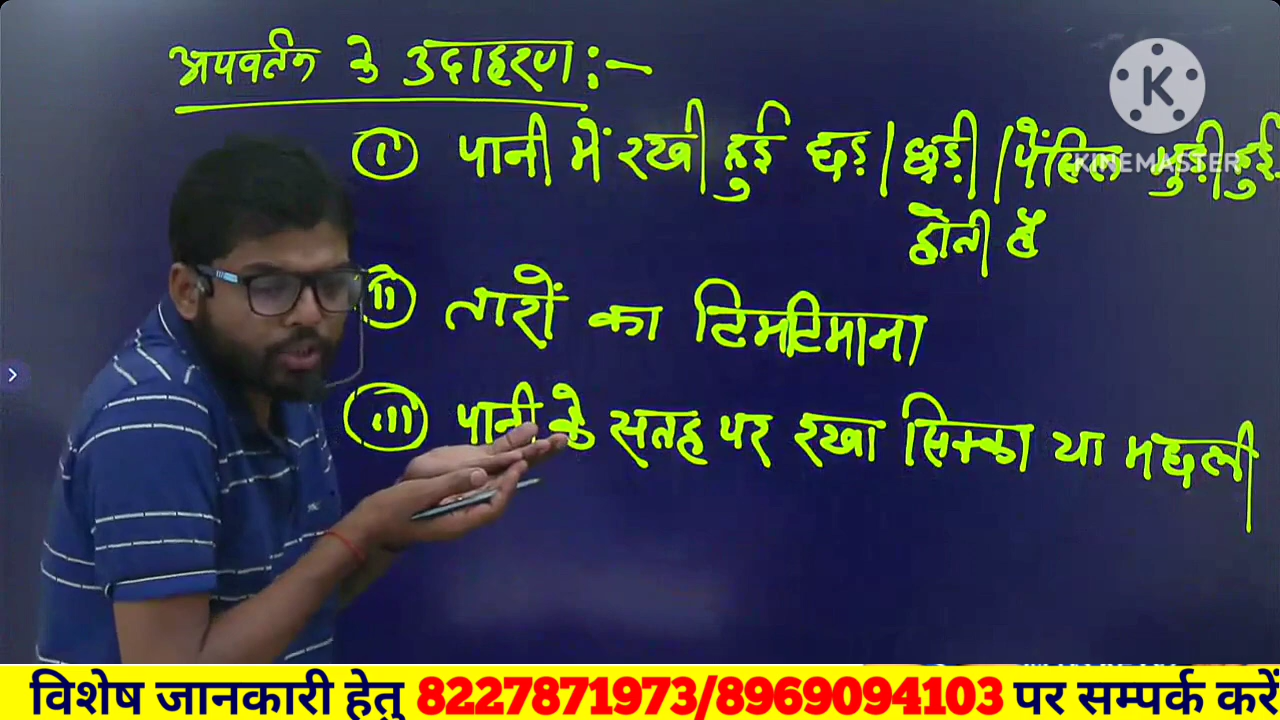 अपवर्तन के उदाहरण :-
K
KINEMASTER
(i) पानी में रखी हुई छड़ / छड़ी / पेंसिल मुड़ी हुई
होती है
(ii) तारों का टिमटिमाना
(iii) पानी के सतह पर रखा सिक्का या मछली
विशेष जानकारी हेतु 8227871973/8969094103 पर सम्पर्क करें